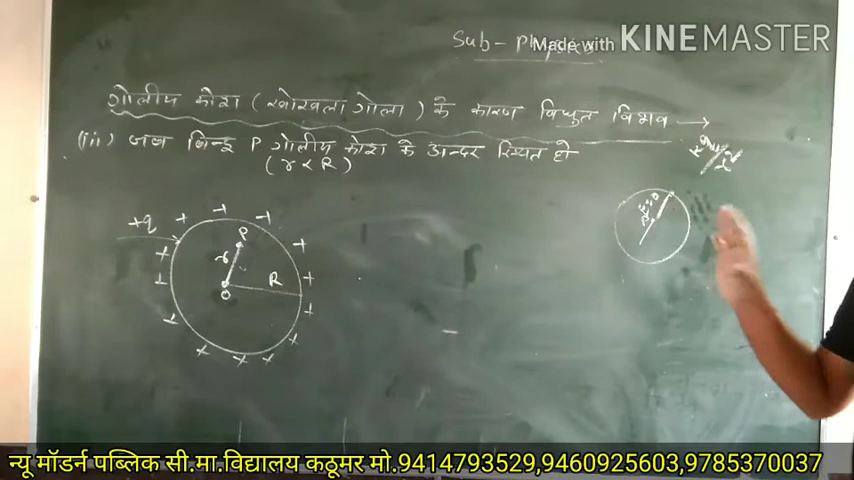 Sub - Physics
Made with KINEMASTER
गोलीय कोश (खोखला गोला) के कारण विद्युत विभव →
(iii) जब बिन्दु P गोलीय कोश के अन्दर स्थित हो
(r < R)
+q
P
r
R
O
न्यू मॉडर्न पब्लिक सी.मा.विद्यालय कठूमर मो.9414793529,9460925603,9785370037